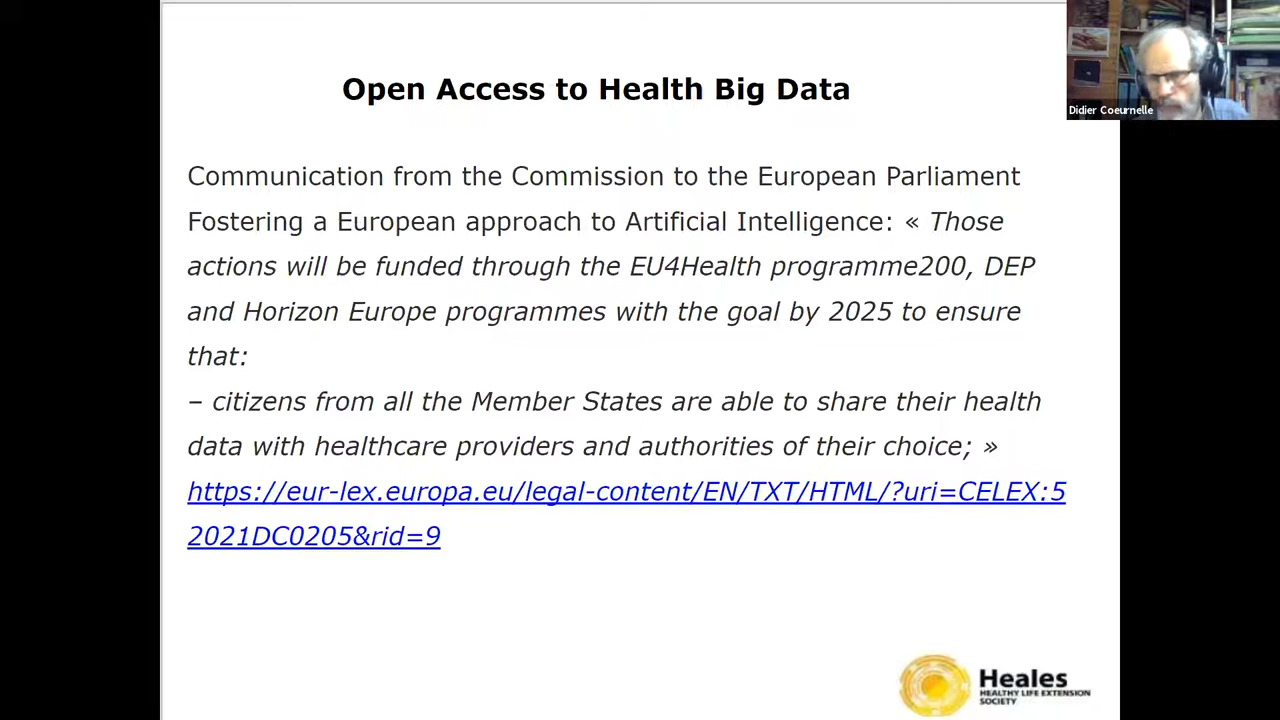 Open Access to Health Big Data
Didier Coeurnelle
Communication from the Commission to the European Parliament
Fostering a European approach to Artificial Intelligence: « Those
actions will be funded through the EU4Health programme200, DEP
and Horizon Europe programmes with the goal by 2025 to ensure
that:
– citizens from all the Member States are able to share their health
data with healthcare providers and authorities of their choice; »
https://eur-lex.europa.eu/legal-content/EN/TXT/HTML/?uri=CELEX:5
2021DC0205&rid=9
Heales
HEALTHY LIFE EXTENSION
SOCIETY